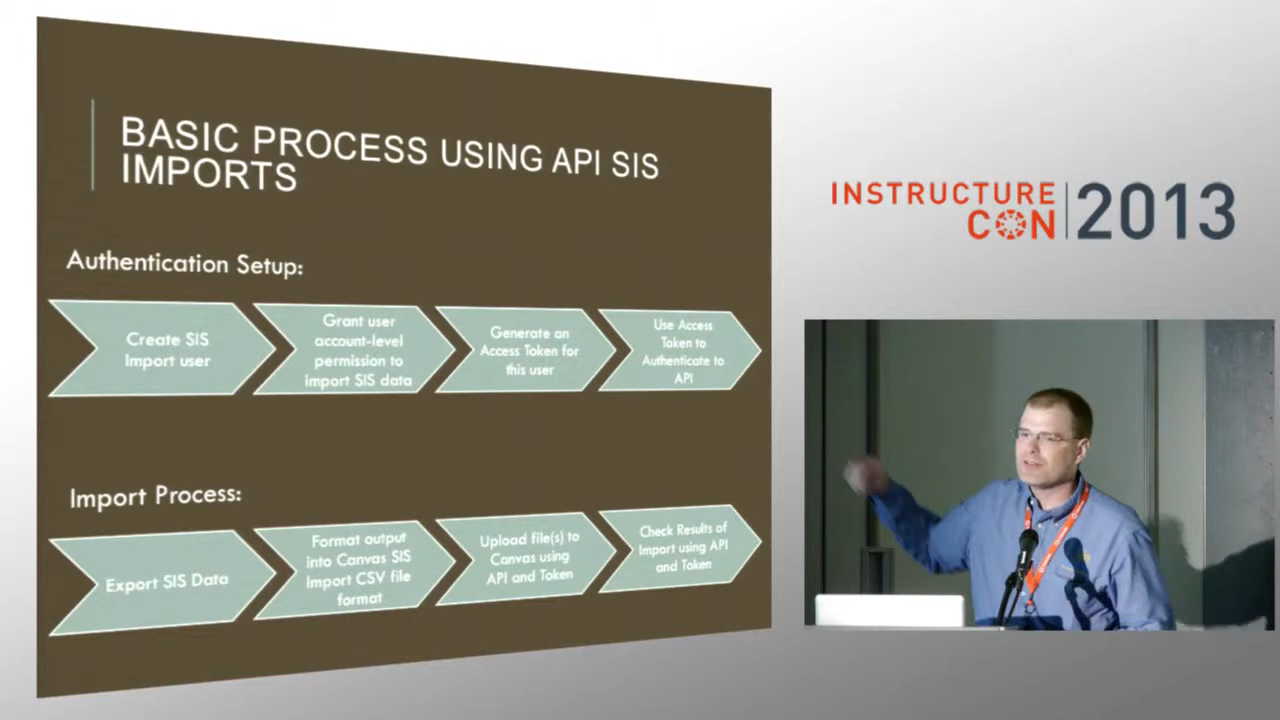 BASIC PROCESS USING API SIS
IMPORTS
Authentication Setup:
Create SIS
Import user
Grant user
account-level
permission to
import SIS data
Generate an
Access Token for
this user
Use Access
Token to
Authenticate to
API
Import Process:
Export SIS Data
Format output
into Canvas SIS
Import CSV file
format
Upload file(s) to
Canvas using
API and Token
Check Results of
Import using API
and Token
INSTRUCTURE
CON
2013